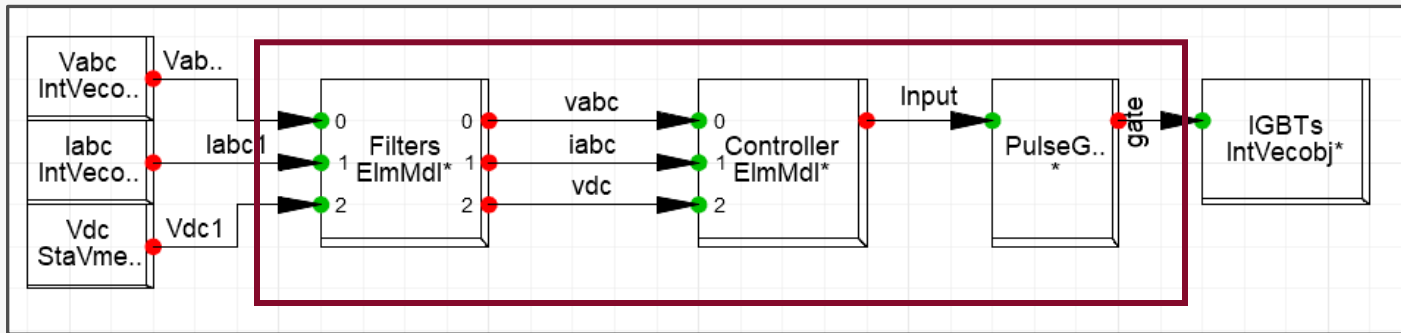 Vabc
IntVeco..
Vab..
Iabc
IntVeco..
Iabc1
Vdc
StaVme..
Vdc1
0
1
2
Filters
ElmMdl*
0
1
2
vabc
iabc
vdc
0
1
2
Controller
ElmMdl*
Input
PulseG..
*
gate
IGBTs
IntVecobj*